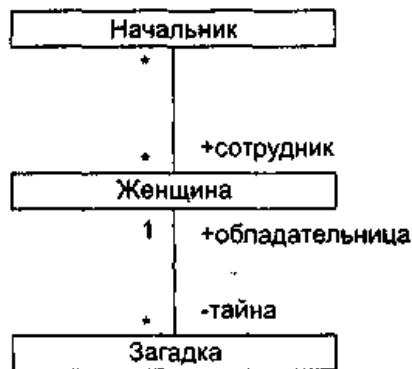 Начальник
*
* +сотрудник
Женщина
1 +обладательница
* -тайна
Загадка